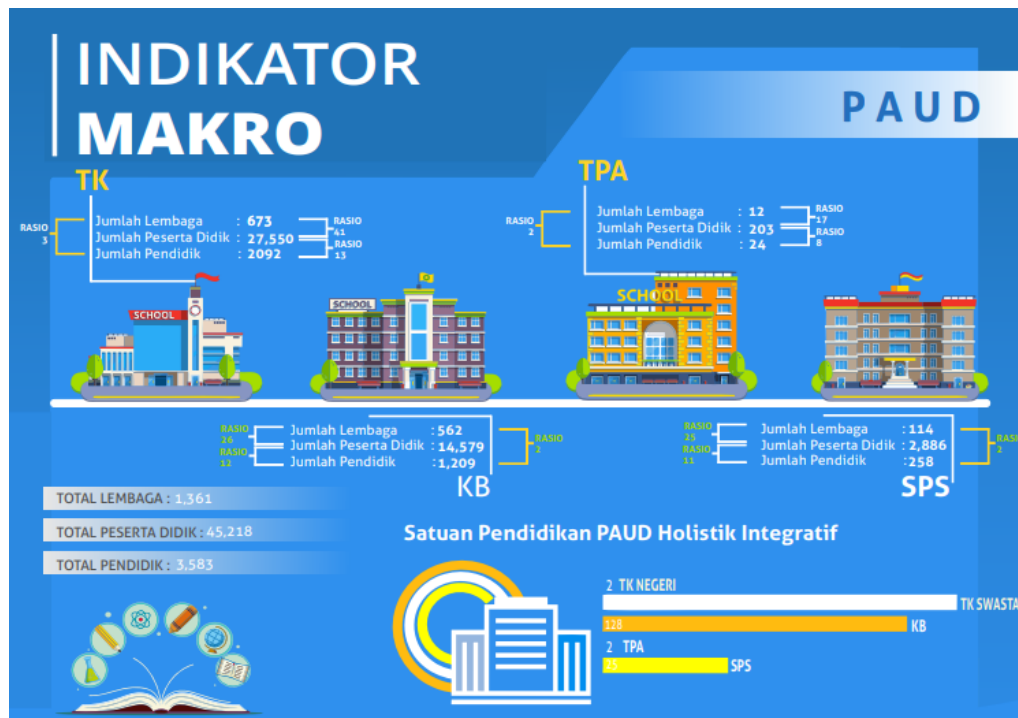 INDIKATOR
MAKRO
PAUD
TK
RASIO
3
Jumlah Lembaga : 673
Jumlah Peserta Didik : 27,550
Jumlah Pendidik : 2092
RASIO
41
RASIO
13
TPA
RASIO
2
Jumlah Lembaga : 12
Jumlah Peserta Didik : 203
Jumlah Pendidik : 24
RASIO
17
RASIO
8
SCHOOL
SCHOOL
SCHOOL
RASIO
26
RASIO
12
Jumlah Lembaga : 562
Jumlah Peserta Didik : 14,579
Jumlah Pendidik : 1,209
RASIO
2
KB
RASIO
25
RASIO
11
Jumlah Lembaga : 114
Jumlah Peserta Didik : 2,886
Jumlah Pendidik :258
RASI
2
SPS
TOTAL LEMBAGA : 1,361
TOTAL PESERTA DIDIK : 45,218
TOTAL PENDIDIK : 3,583
Satuan Pendidikan PAUD Holistik Integratif
2 TK NEGERI
TK SWASTA
128 KB
2 TPA
SPS